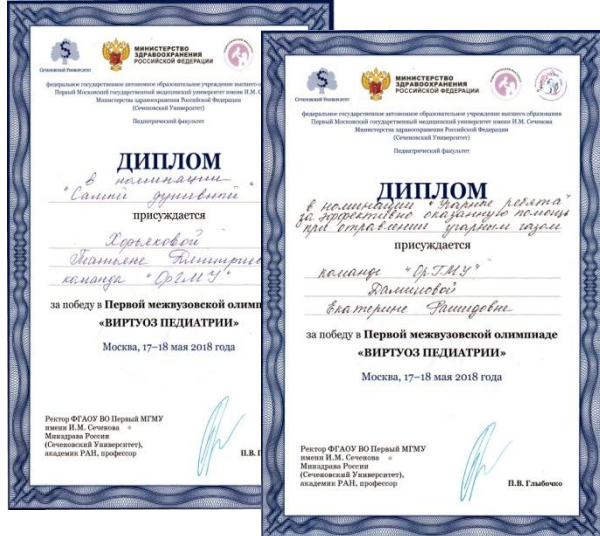 Сеченовский Университет
МИНИСТЕРСТВО
ЗДРАВООХРАНЕНИЯ
РОССИЙСКОЙ ФЕДЕРАЦИИ
федеральное государственное автономное образовательное учреждение высшего
Первый Московский государственный медицинский университет имени И.М. С
Министерства здравоохранения Российской Федерации
(Сеченовский Университет)
Педиатрический факультет
ДИПЛОМ
в номинации
"Самый душевный"
присуждается
Татьяне
команда "ОрГМУ"
за победу в Первой межвузовской олимп
«ВИРТУОЗ ПЕДИАТРИИ»
Москва, 17–18 мая 2018 года
Ректор ФГАОУ ВО Первый МГМУ
имени И.М. Сеченова
Минздрава России
(Сеченовский Университет),
академик РАН, профессор
П.В. Г
Сеченовский Университет
МИНИСТЕРСТВО
ЗДРАВООХРАНЕНИЯ
РОССИЙСКОЙ ФЕДЕРАЦИИ
федеральное государственное автономное образовательное учреждение высшего образования
Первый Московский государственный медицинский университет имени И.М. Сеченова
Министерства здравоохранения Российской Федерации
(Сеченовский Университет)
Педиатрический факультет
ДИПЛОМ
в номинации "Угарные ребята"
за эффективно оказанную помощь
при отравлении угарным газом
присуждается
команде "ОрГМУ"
Даминовой
Екатерине Рашидовне
за победу в Первой межвузовской олимпиаде
«ВИРТУОЗ ПЕДИАТРИИ»
Москва, 17–18 мая 2018 года
Ректор ФГАОУ ВО Первый МГМУ
имени И.М. Сеченова
Минздрава России
(Сеченовский Университет),
академик РАН, профессор
П.В. Глыбочко